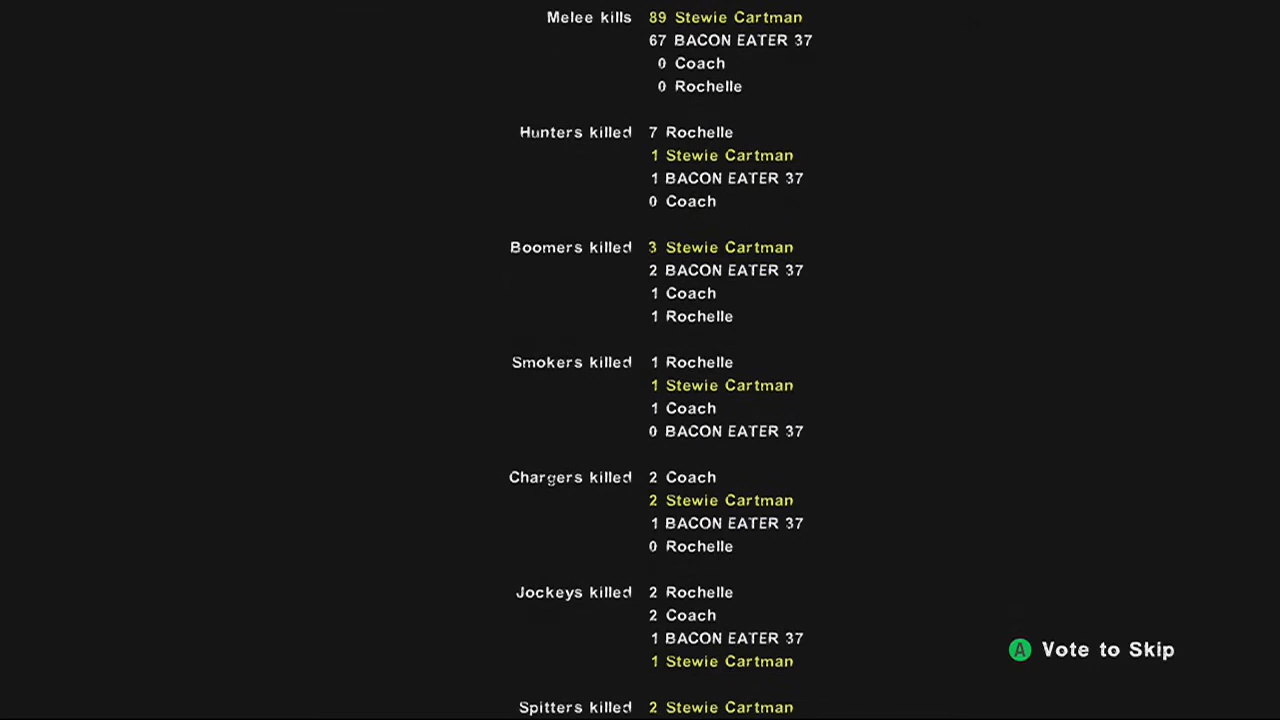 Melee kills 89 Stewie Cartman
67 BACON EATER 37
0 Coach
0 Rochelle
Hunters killed 7 Rochelle
1 Stewie Cartman
1 BACON EATER 37
0 Coach
Boomers killed 3 Stewie Cartman
2 BACON EATER 37
1 Coach
1 Rochelle
Smokers killed 1 Rochelle
1 Stewie Cartman
1 Coach
0 BACON EATER 37
Chargers killed 2 Coach
2 Stewie Cartman
1 BACON EATER 37
0 Rochelle
Jockeys killed 2 Rochelle
2 Coach
1 BACON EATER 37
A Vote to Skip
1 Stewie Cartman
Spitters killed 2 Stewie Cartman